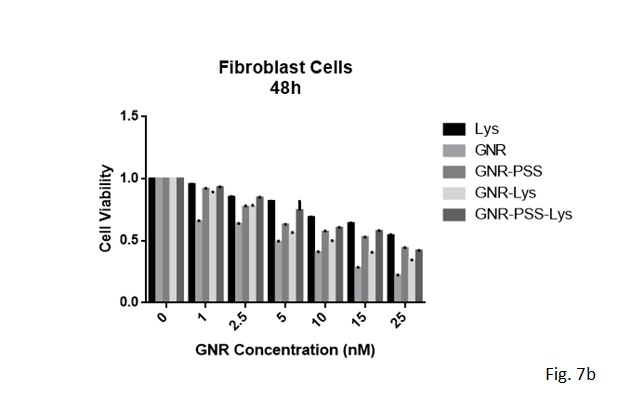 Fibroblast Cells
48h
1.5
1.0
0.5
0.0
Cell Viability
0
1
2.5
5
10
15
25
GNR Concentration (nM)
Lys
GNR
GNR-PSS
GNR-Lys
GNR-PSS-Lys
Fig. 7b